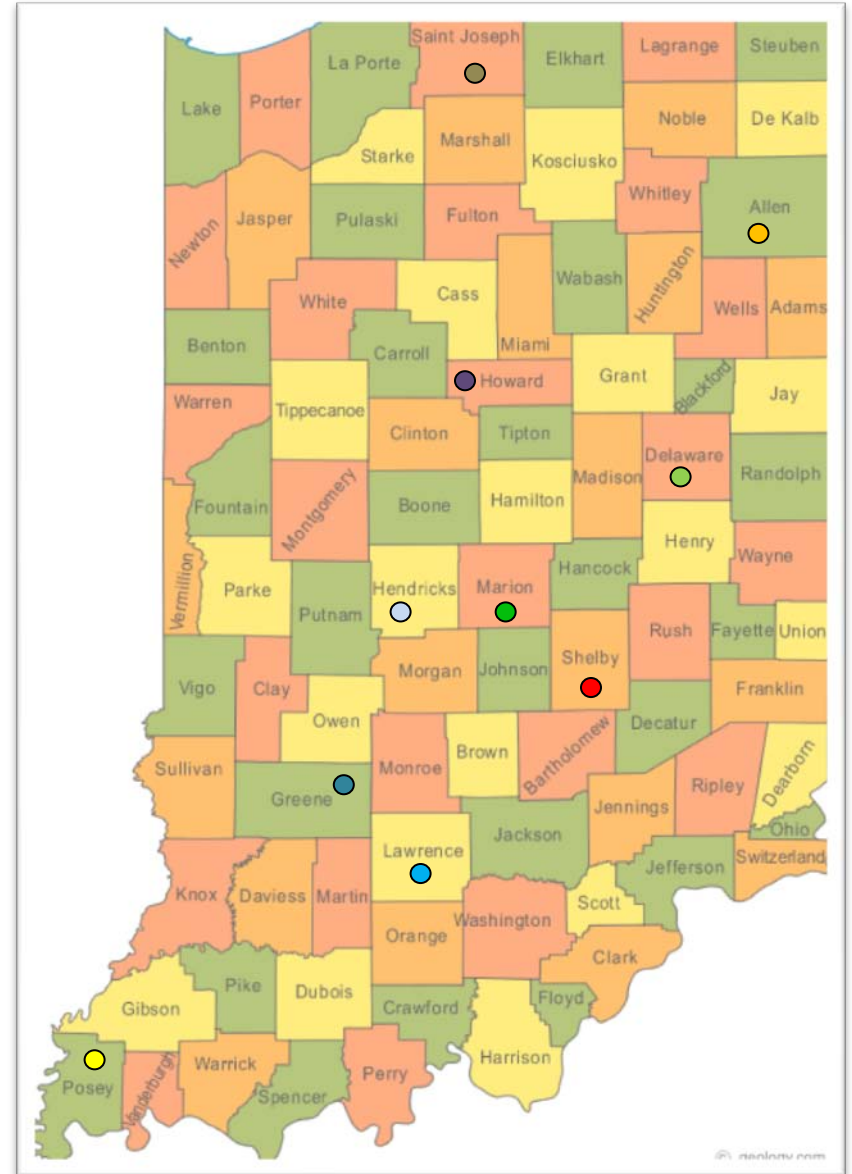 Saint Joseph
Lagrange
Steuben
La Porte
Elkhart
Lake
Porter
Noble
De Kalb
Marshall
Starke
Kosciusko
Whitley
Allen
Newton
Jasper
Pulaski
Fulton
Wabash
Huntington
White
Cass
Wells
Adams
Benton
Miami
Carroll
Howard
Grant
Blackford
Jay
Warren
Tippecanoe
Clinton
Tipton
Delaware
Madison
Randolph
Fountain
Montgomery
Boone
Hamilton
Henry
Wayne
Vermillion
Parke
Hendricks
Marion
Hancock
Putnam
Rush
Fayette
Union
Vigo
Clay
Morgan
Johnson
Shelby
Franklin
Owen
Decatur
Sullivan
Monroe
Brown
Bartholomew
Ripley
Dearborn
Greene
Jennings
Jackson
Ohio
Lawrence
Jefferson
Switzerland
Knox
Daviess
Martin
Washington
Scott
Orange
Clark
Gibson
Pike
Dubois
Crawford
Floyd
Harrison
Posey
Vanderburgh
Warrick
Spencer
Perry
© geology.com